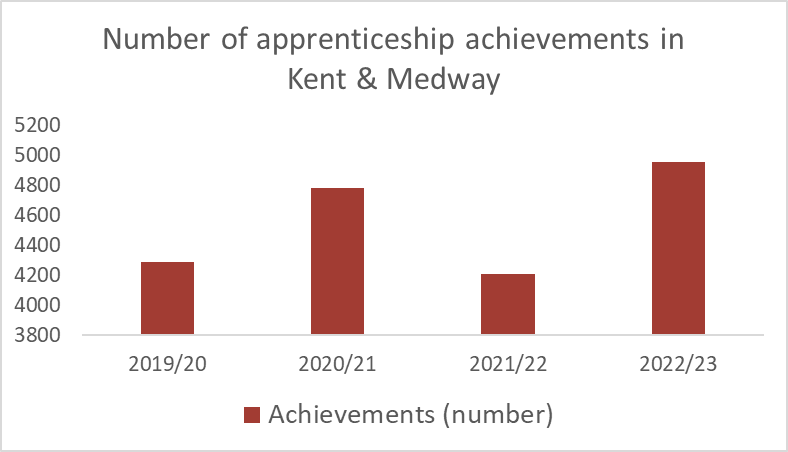 Number of apprenticeship achievements in
Kent & Medway
5200
5000
4800
4600
4400
4200
4000
3800
2019/20 2020/21 2021/22 2022/23
Achievements (number)